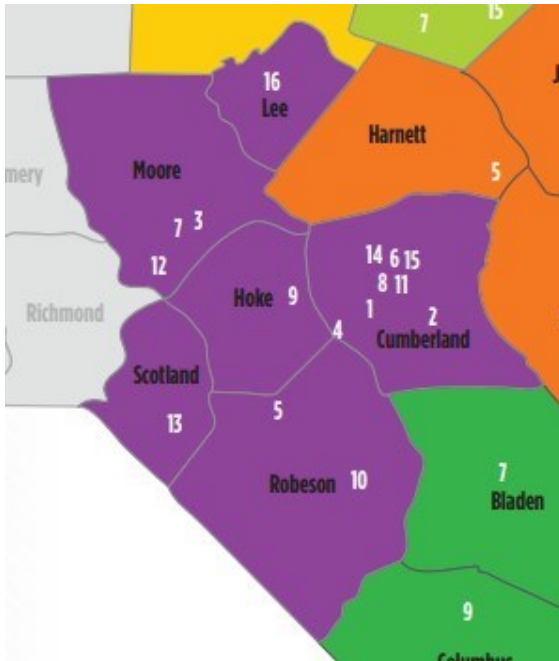 15
7
16
Lee
J
Harnett
mery
Moore
5
7 3
14 6 15
12
8 11
Hoke 9
1
2
Richmond
4
Cumberland
Scotland
5
13
7
Robeson 10
Bladen
9
Columbus